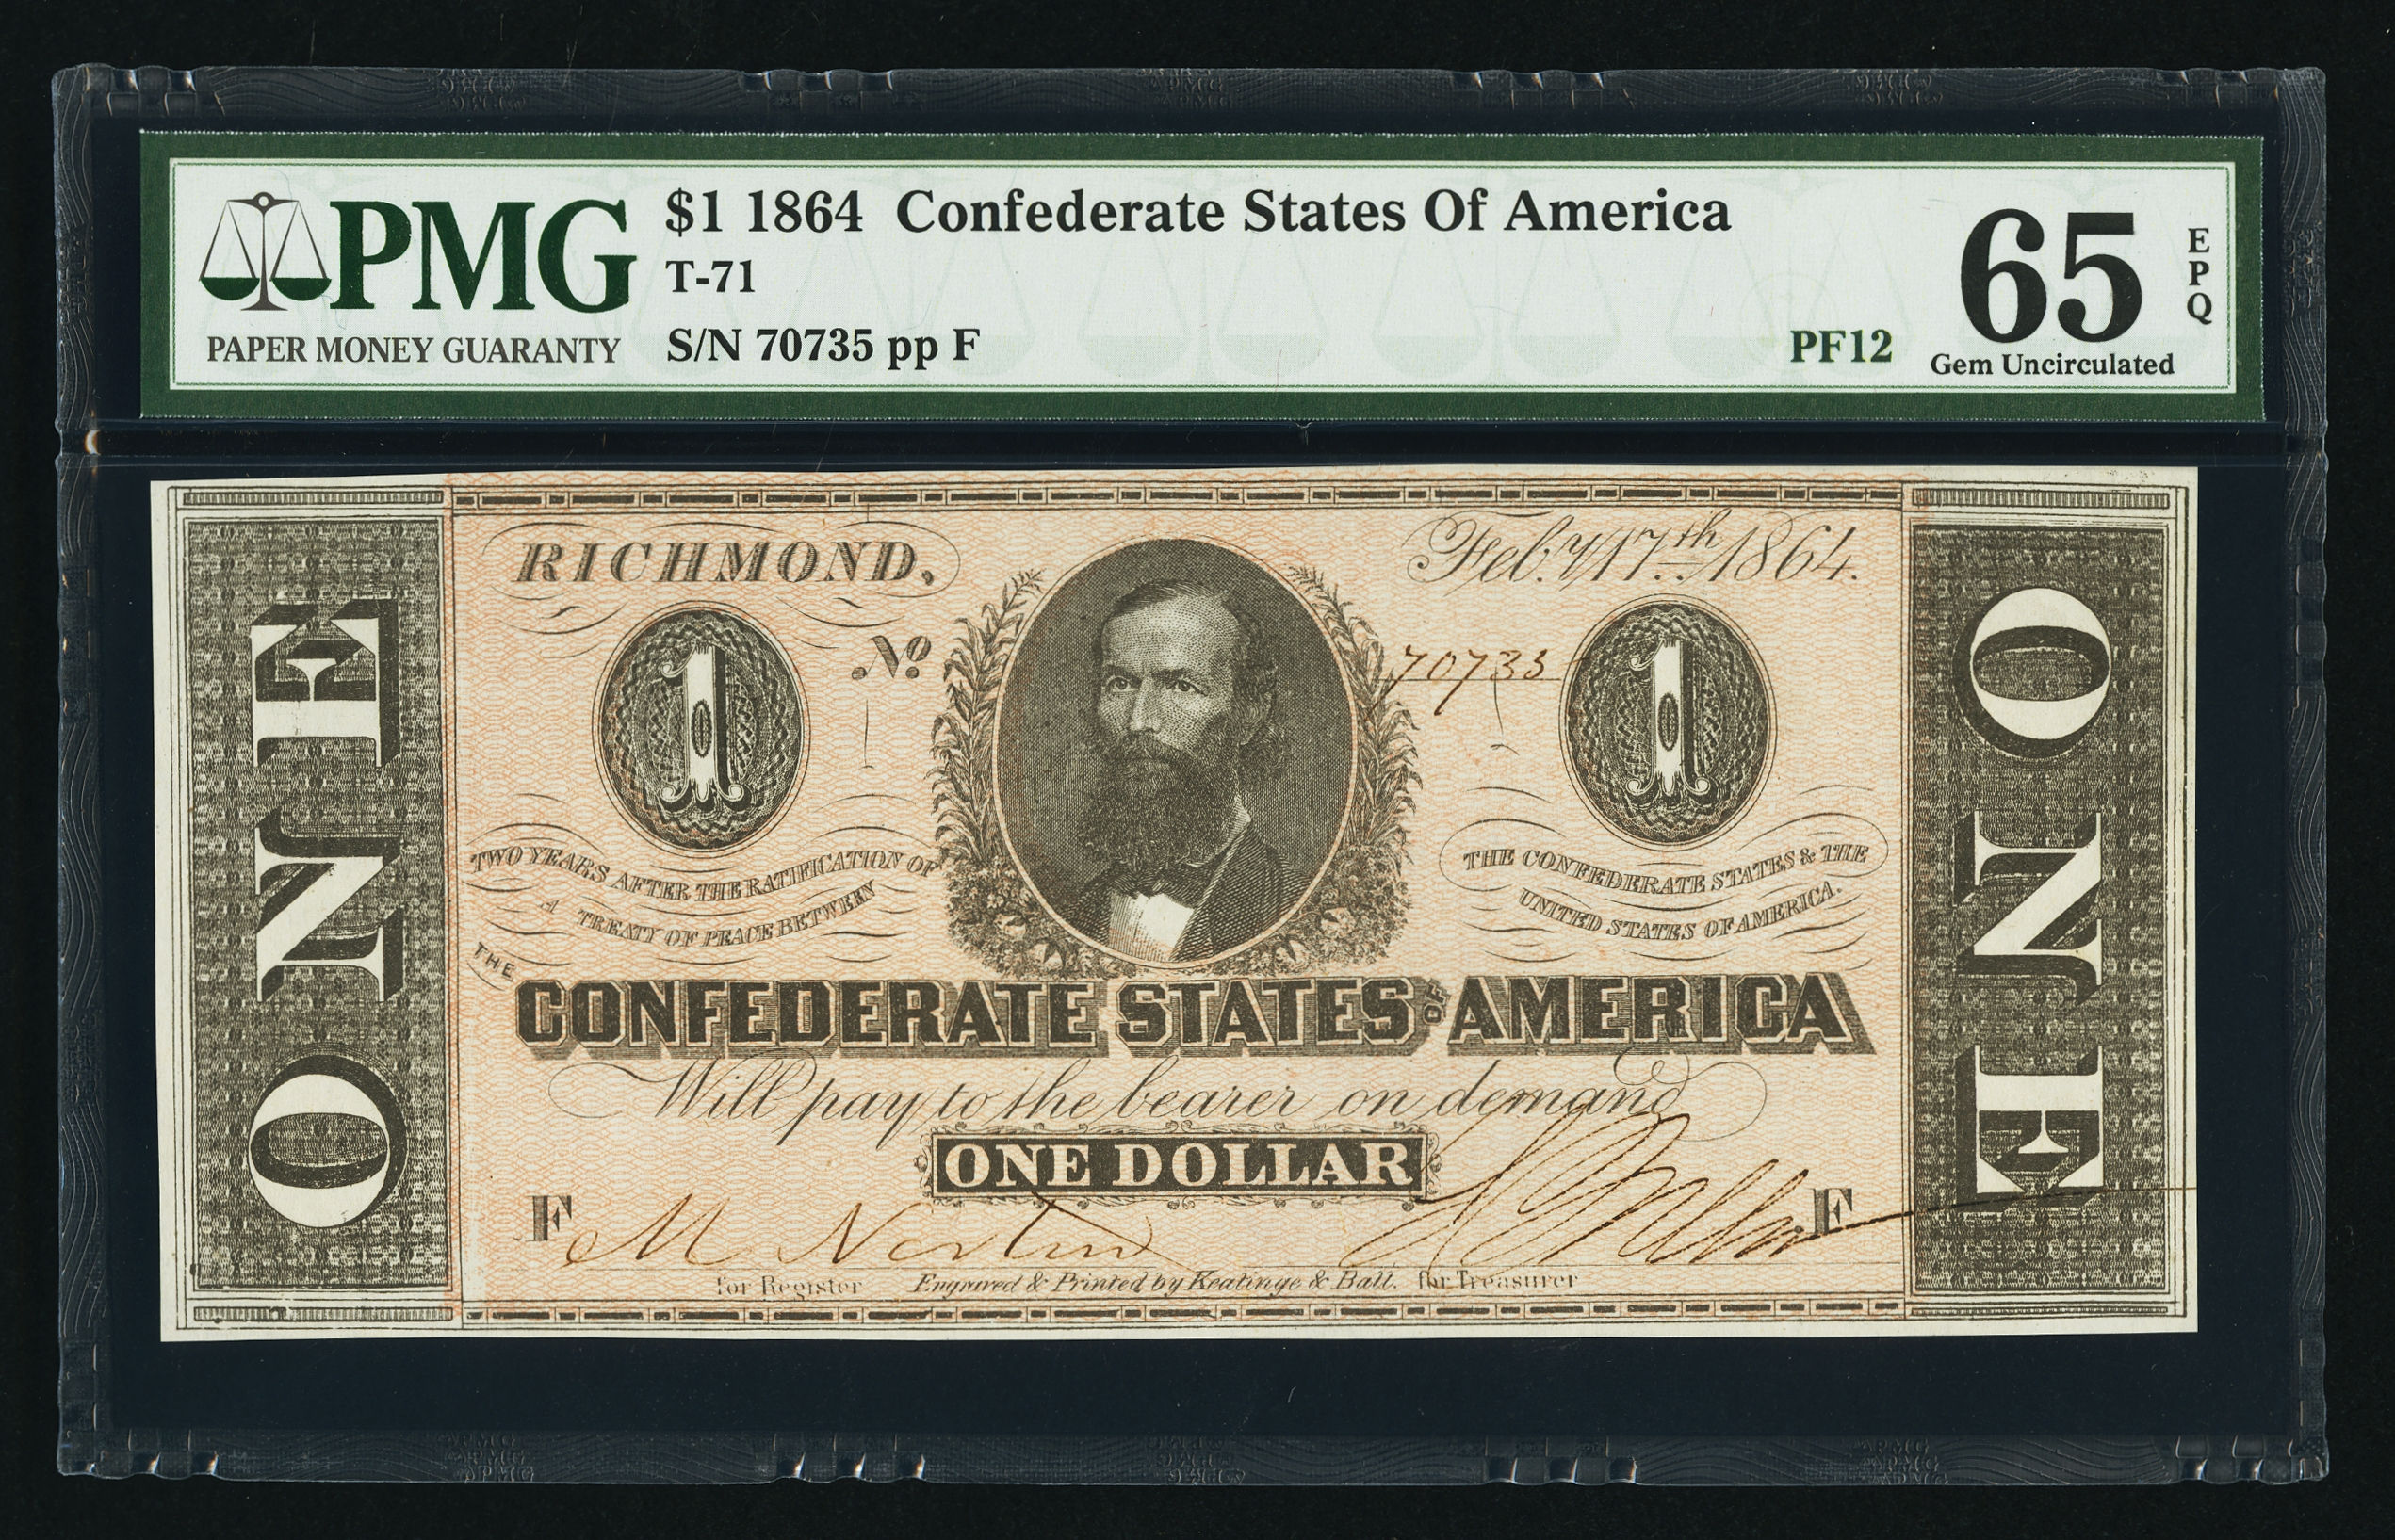 PMG
PAPER MONEY GUARANTY
$1 1864 Confederate States Of America
T-71
S/N 70735 pp F
PF12
65
EPQ
Gem Uncirculated
RICHMOND,
Feb.y 17th 1864.
No 70735
1
1
ONE
ONE
TWO YEARS AFTER THE RATIFICATION OF
A TREATY OF PEACE BETWEEN
THE CONFEDERATE STATES & THE
UNITED STATES OF AMERICA.
THE
CONFEDERATE STATES OF AMERICA
Will pay to the bearer on demand
ONE DOLLAR
F M
.F
for Register Engraved & Printed by Keatinge & Ball. for Treasurer